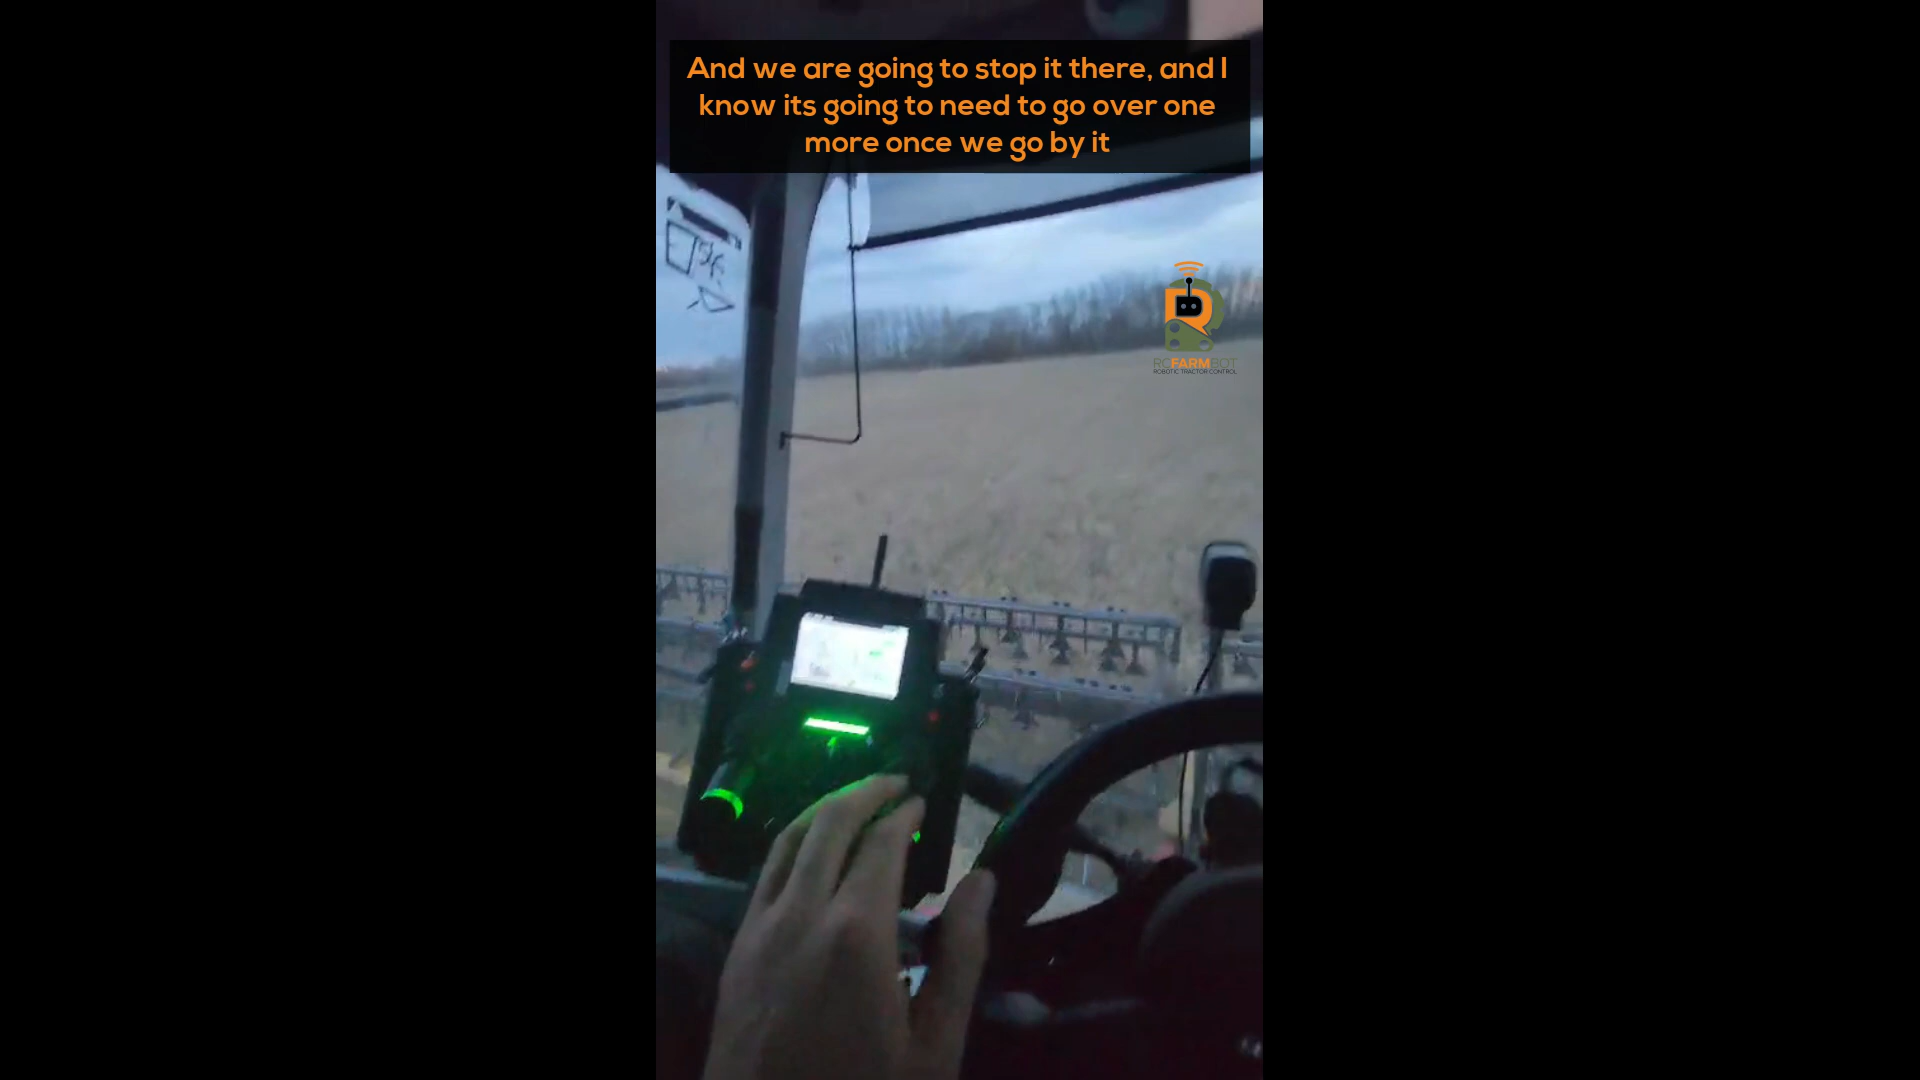 And we are going to stop it there, and I
know its going to need to go over one
more once we go by it
RCFARMBOT
ROBOTIC TRACTOR CONTROL